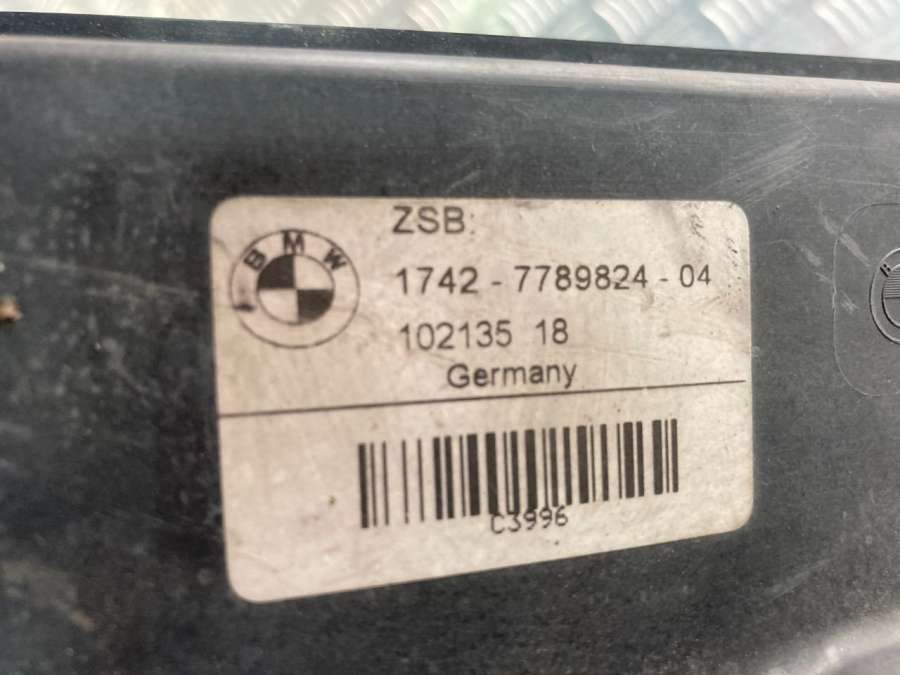 BMW
ZSB:
1742 - 7789824 - 04
102135 18
Germany
C3996